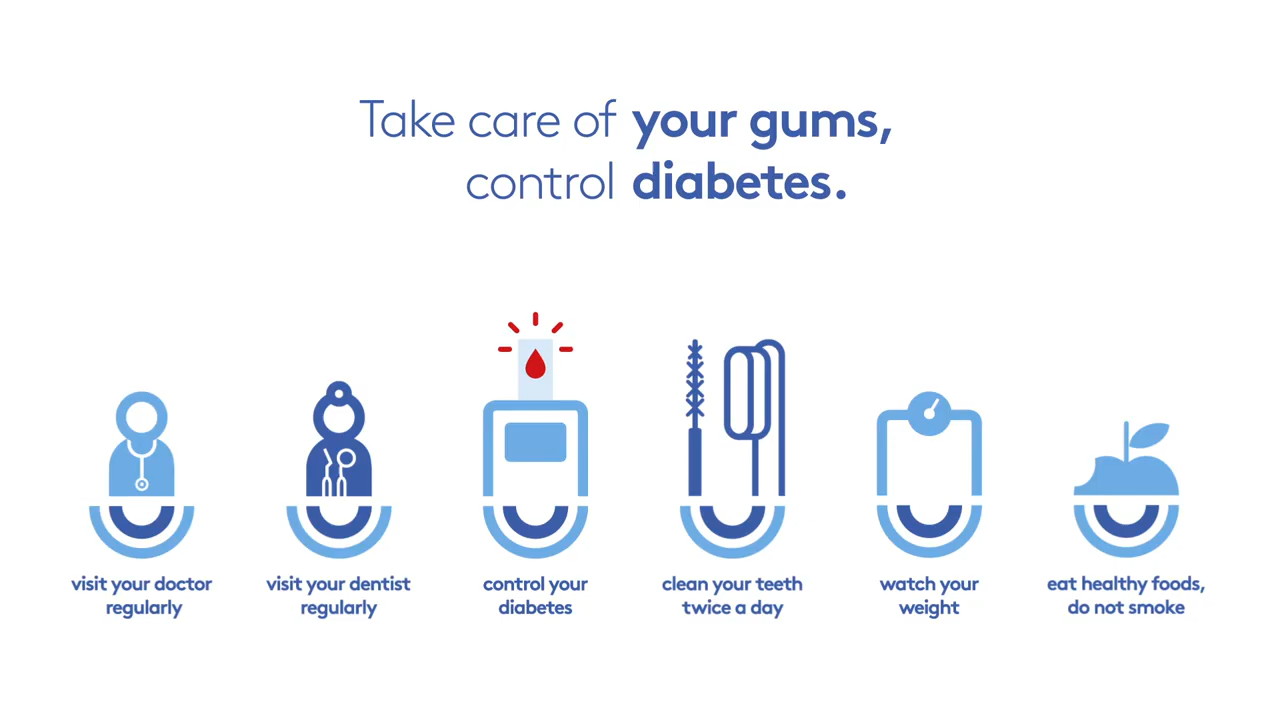 Take care of your gums,
control diabetes.
visit your doctor
regularly
visit your dentist
regularly
control your
diabetes
clean your teeth
twice a day
watch your
weight
eat healthy foods,
do not smoke